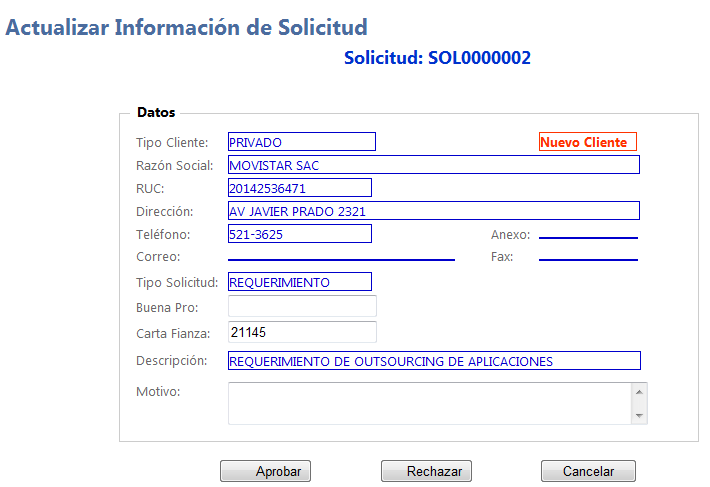 Actualizar Información de Solicitud
Solicitud: SOL0000002
Datos
Tipo Cliente: PRIVADO Nuevo Cliente
Razón Social: MOVISTAR SAC
RUC: 20142536471
Dirección: AV JAVIER PRADO 2321
Teléfono: 521-3625 Anexo:
Correo: Fax:
Tipo Solicitud: REQUERIMIENTO
Buena Pro:
Carta Fianza: 21145
Descripción: REQUERIMIENTO DE OUTSOURCING DE APLICACIONES
Motivo:
Aprobar Rechazar Cancelar